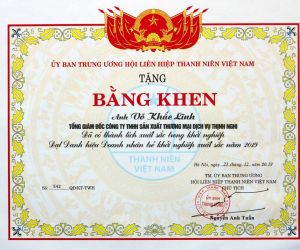 ỦY BAN TRUNG ƯƠNG HỘI LIÊN HIỆP THANH NIÊN VIỆT NAM
TẶNG
BẰNG KHEN
Anh Võ Khắc Lĩnh
TỔNG GIÁM ĐỐC CÔNG TY TNHH SẢN XUẤT THƯƠNG MẠI DỊCH VỤ THỊNH NGHI
Đã có thành tích xuất sắc trong khởi nghiệp
Đạt Danh hiệu Doanh nhân trẻ khởi nghiệp xuất sắc năm 2019
THANH NIÊN
VIỆT NAM
Hà Nội, ngày 23 tháng 12 năm 2019
TM. ỦY BAN TRUNG ƯƠNG
HỘI LIÊN HIỆP THANH NIÊN VIỆT NAM
CHỦ TỊCH
Số: 542 QĐKT-TWH
Nguyễn Anh Tuấn